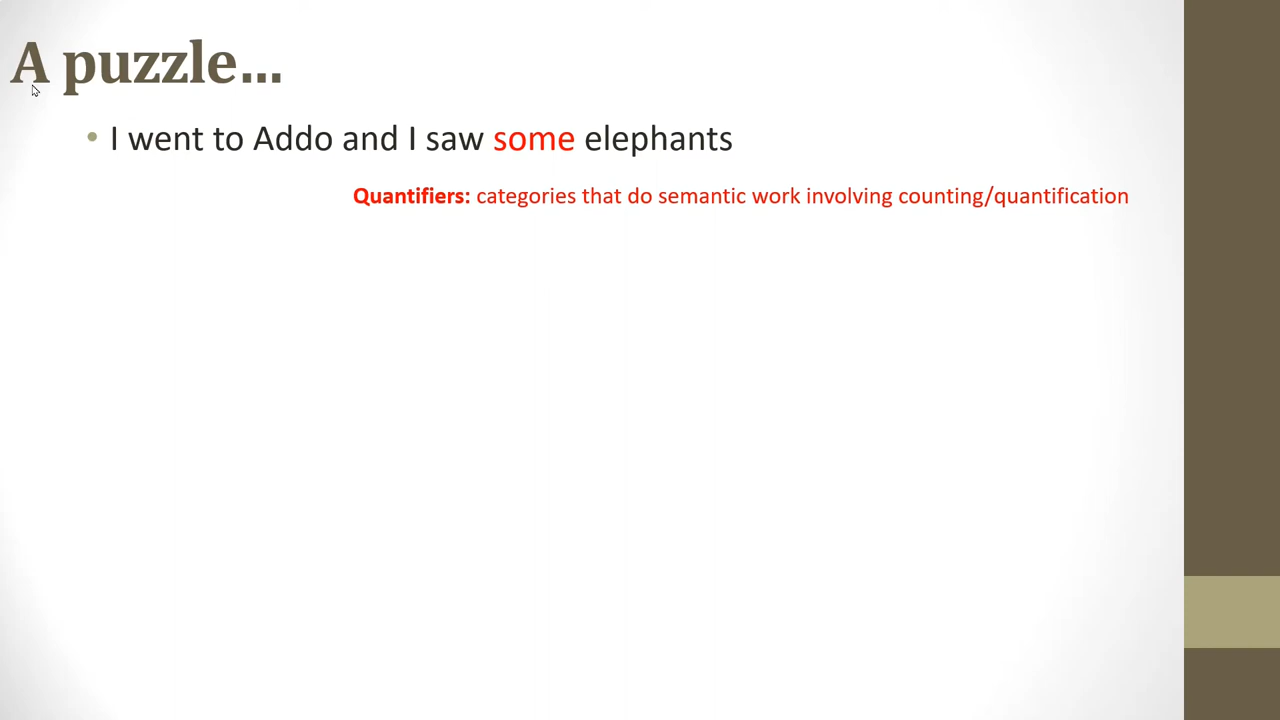 A puzzle...
• I went to Addo and I saw some elephants
Quantifiers: categories that do semantic work involving counting/quantification